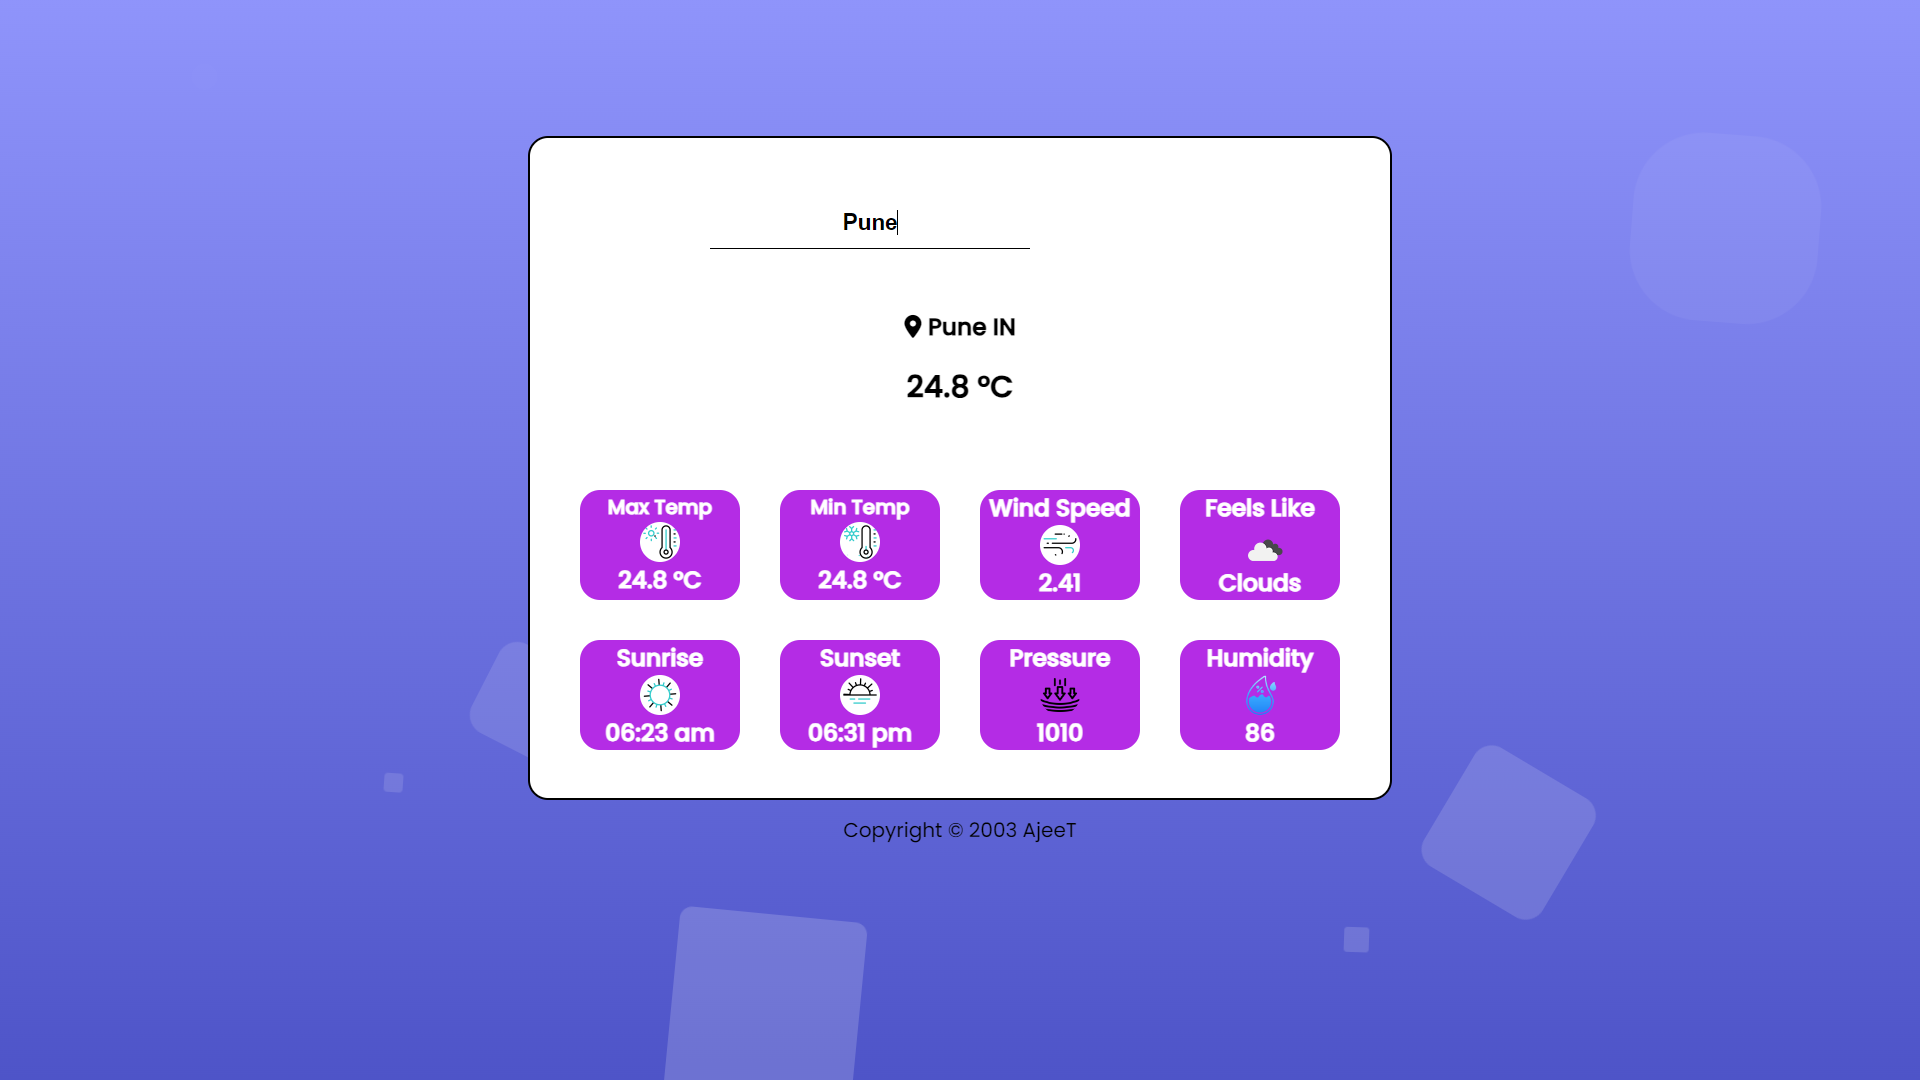 Pune
Pune IN
24.8 °C
Max Temp
24.8 °C
Min Temp
24.8 °C
Wind Speed
2.41
Feels Like
Clouds
Sunrise
06:23 am
Sunset
06:31 pm
Pressure
1010
Humidity
86
Copyright © 2003 AjeeT